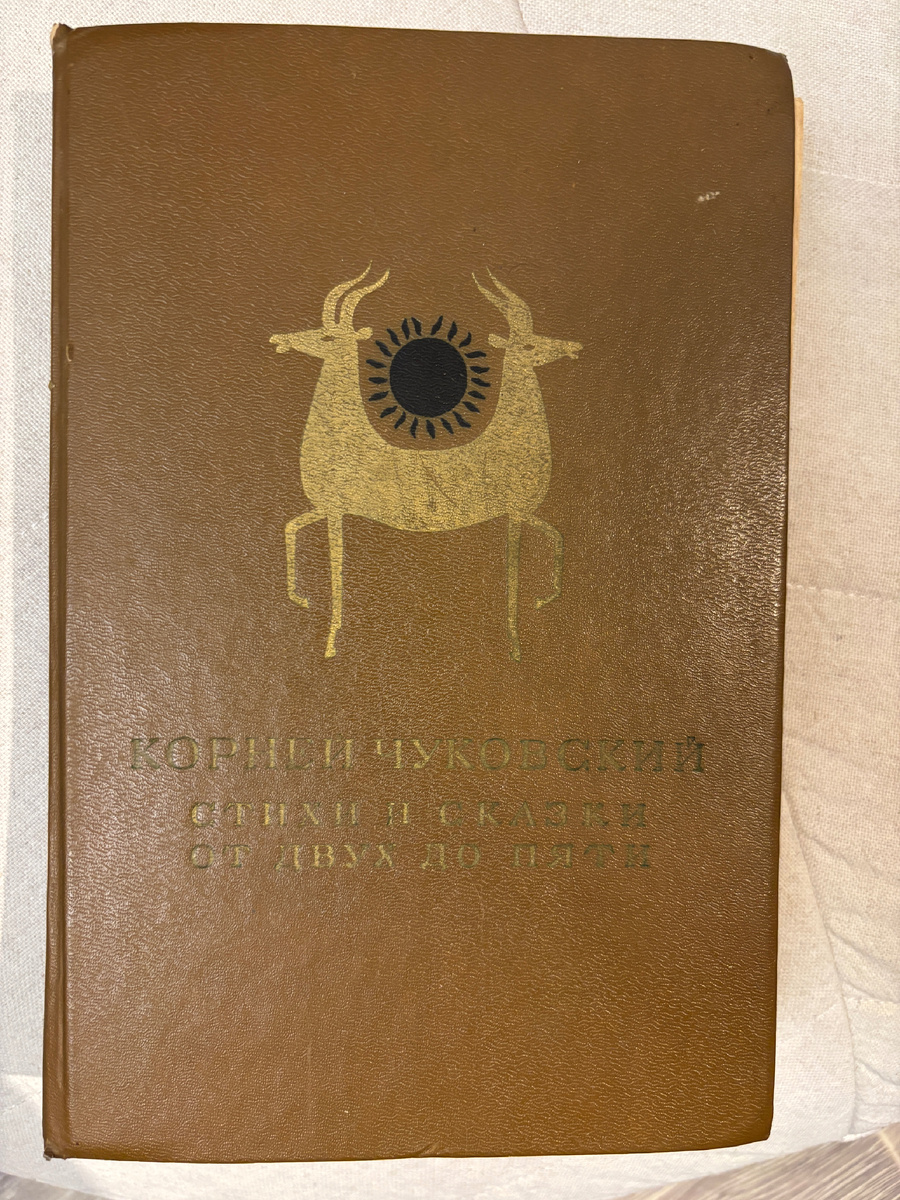 КОРНЕЙ ЧУКОВСКИЙ
СТИХИ И СКАЗКИ
ОТ ДВУХ ДО ПЯТИ